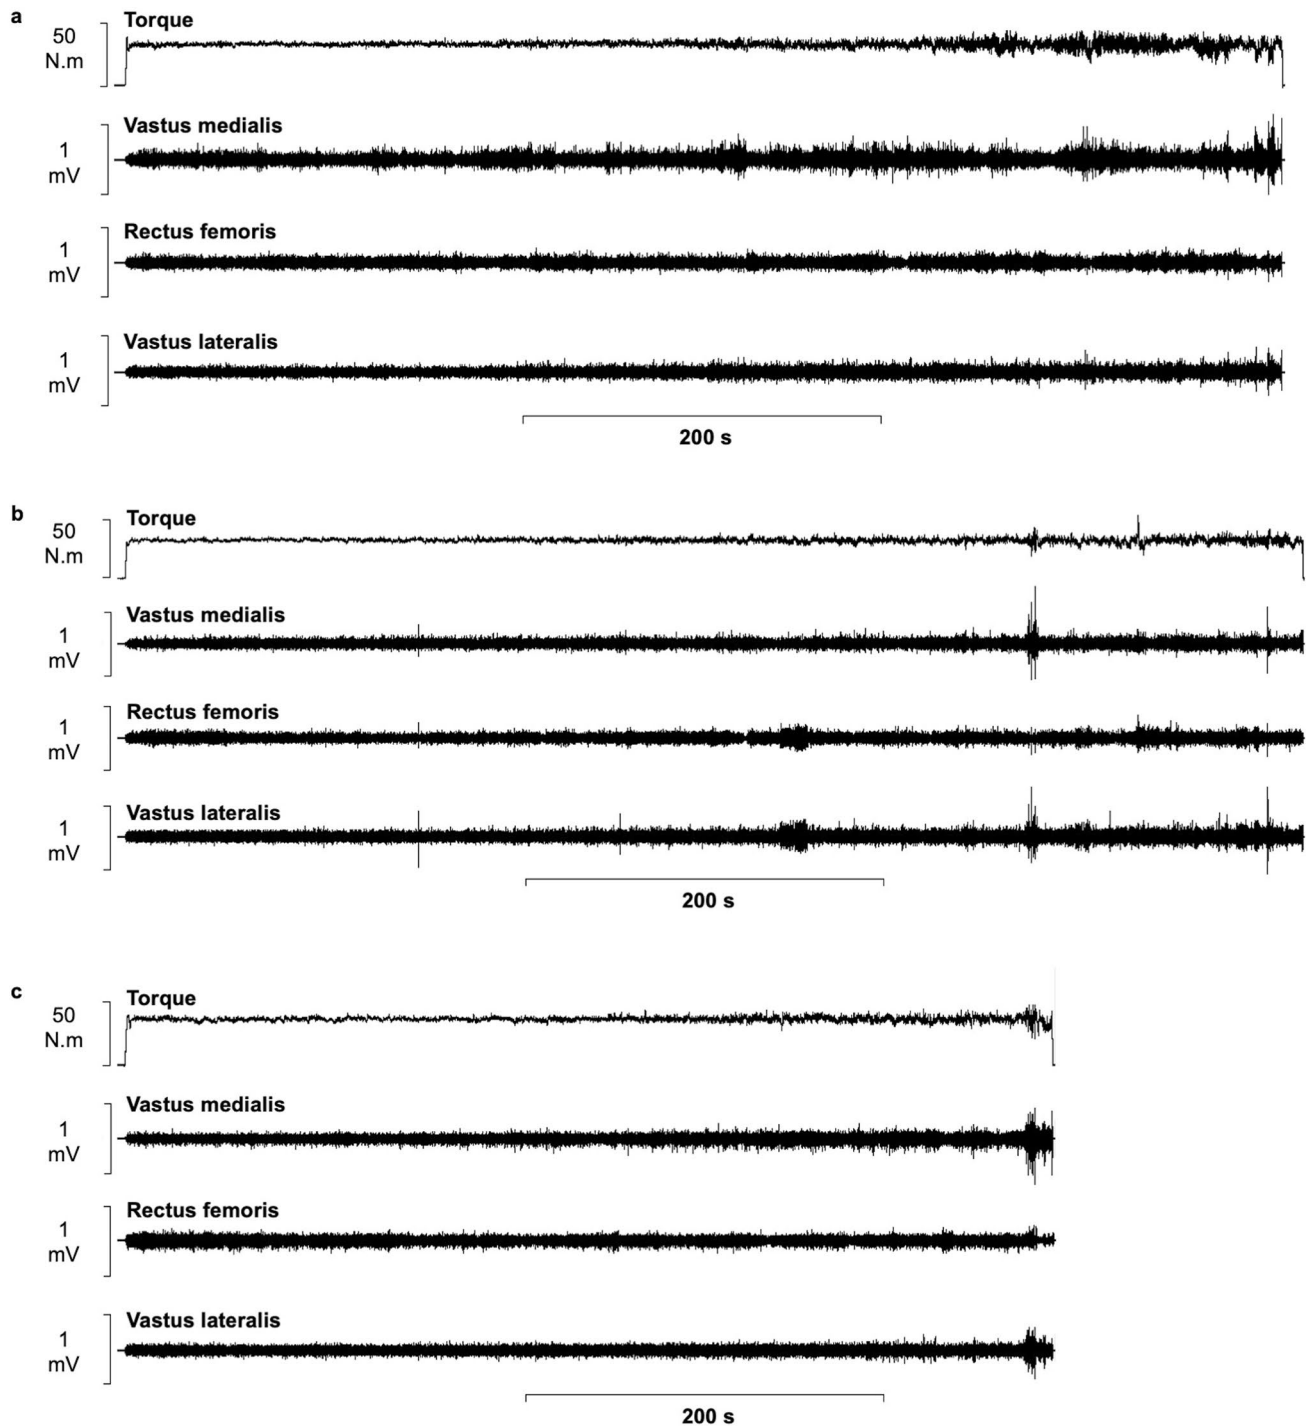 a
Torque
50
N.m
Vastus medialis
1
mV
Rectus femoris
1
mV
Vastus lateralis
1
mV
200 s
b
Torque
50
N.m
Vastus medialis
1
mV
Rectus femoris
1
mV
Vastus lateralis
1
mV
200 s
c
Torque
50
N.m
Vastus medialis
1
mV
Rectus femoris
1
mV
Vastus lateralis
1
mV
200 s